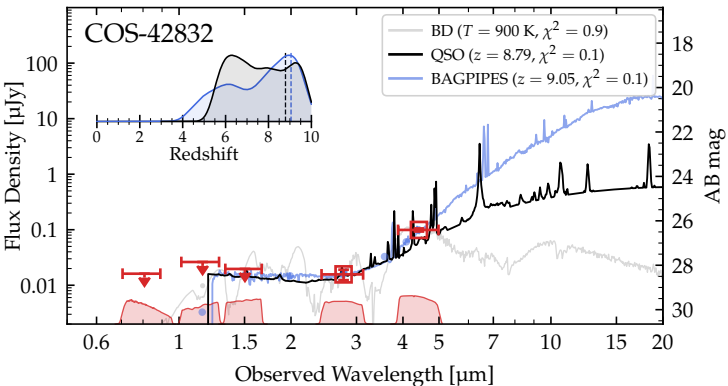 COS-42832
BD (T = 900 K, χ² = 0.9)
QSO (z = 8.79, χ² = 0.1)
BAGPIPES (z = 9.05, χ² = 0.1)
Flux Density [μJy]
100
10
1
0.1
0.01
0 2 4 6 8 10
Redshift
18
20
22
24
26
28
30
AB mag
0.6 1 2 3 4 5 7 10 15 20
Observed Wavelength [μm]